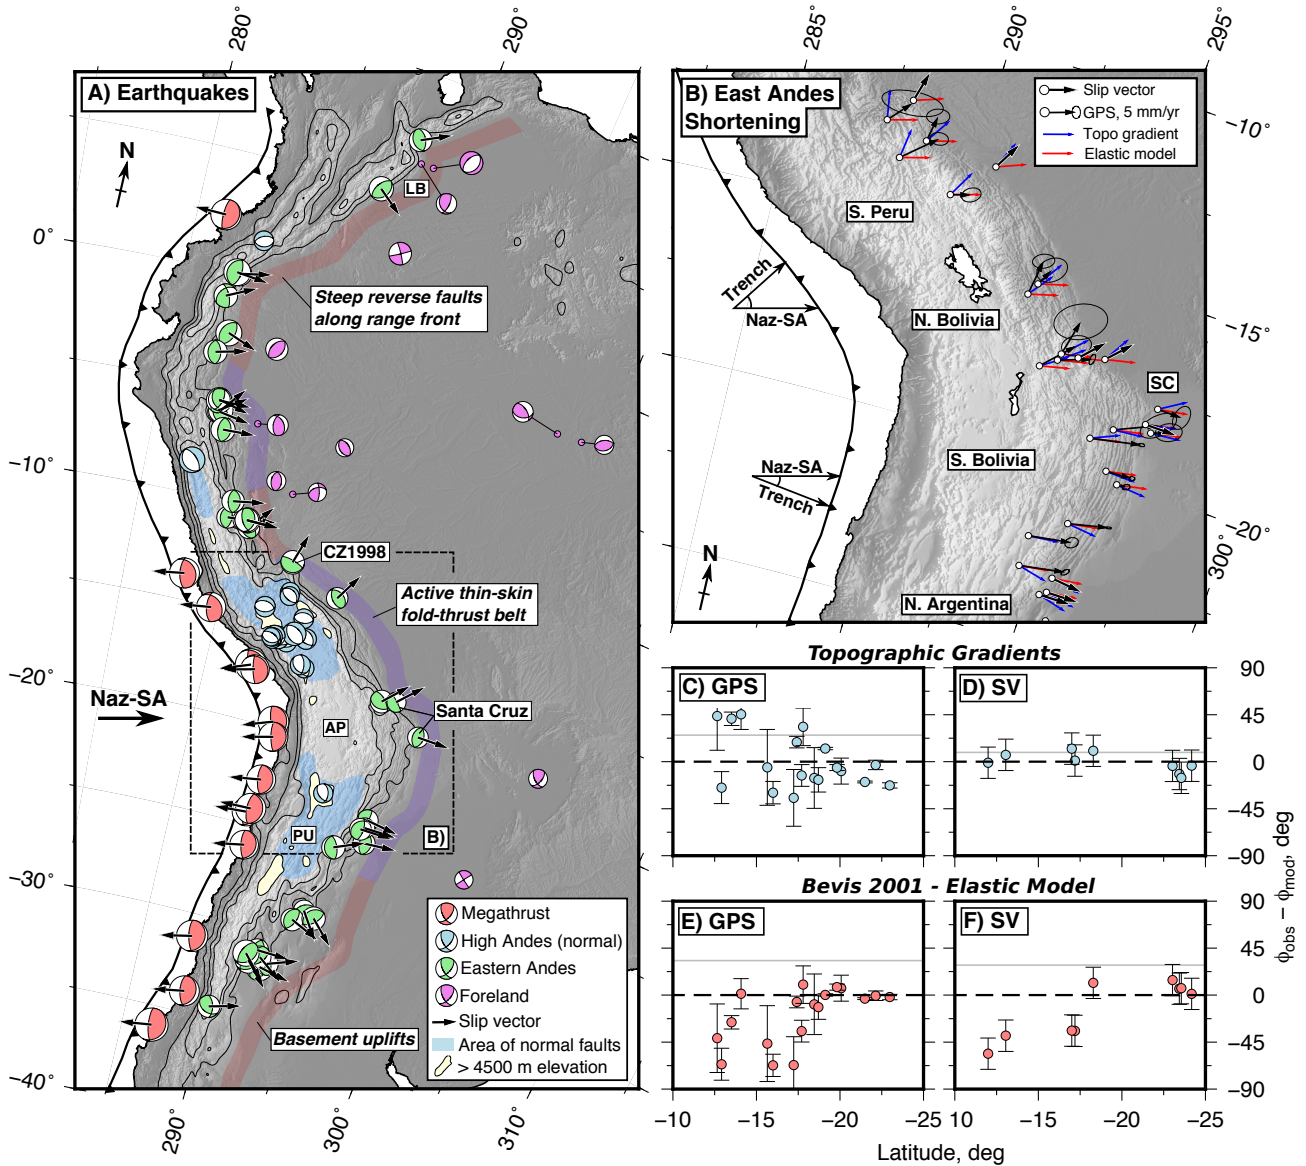 280°
290°
A) Earthquakes
N
0°
−10°
−20°
−30°
−40°
290°
300°
310°
LB
Steep reverse faults
along range front
CZ1998
Active thin-skin
fold-thrust belt
Naz-SA
Santa Cruz
AP
PU
B)
Basement uplifts
Megathrust
High Andes (normal)
Eastern Andes
Foreland
Slip vector
Area of normal faults
> 4500 m elevation
285°
290°
295°
B) East Andes
Shortening
Slip vector
GPS, 5 mm/yr
Topo gradient
Elastic model
−10°
−15°
−20°
300°
S. Peru
Trench
Naz-SA
N. Bolivia
SC
S. Bolivia
Naz-SA
Trench
N
N. Argentina
Topographic Gradients
C) GPS
D) SV
90
45
0
−45
−90
Bevis 2001 - Elastic Model
E) GPS
F) SV
90
45
0
−45
−90
ϕobs − ϕmod, deg
−10
−15
−20
−25
−10
−15
−20
−25
Latitude, deg